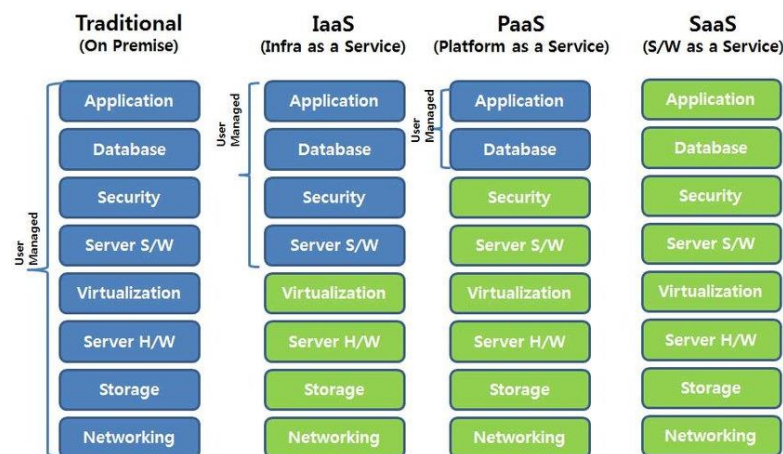 Traditional
(On Premise)
User
Managed
Application
Database
Security
Server S/W
Virtualization
Server H/W
Storage
Networking
IaaS
(Infra as a Service)
User
Managed
Application
Database
Security
Server S/W
Virtualization
Server H/W
Storage
Networking
PaaS
(Platform as a Service)
User
Managed
Application
Database
Security
Server S/W
Virtualization
Server H/W
Storage
Networking
SaaS
(S/W as a Service)
Application
Database
Security
Server S/W
Virtualization
Server H/W
Storage
Networking